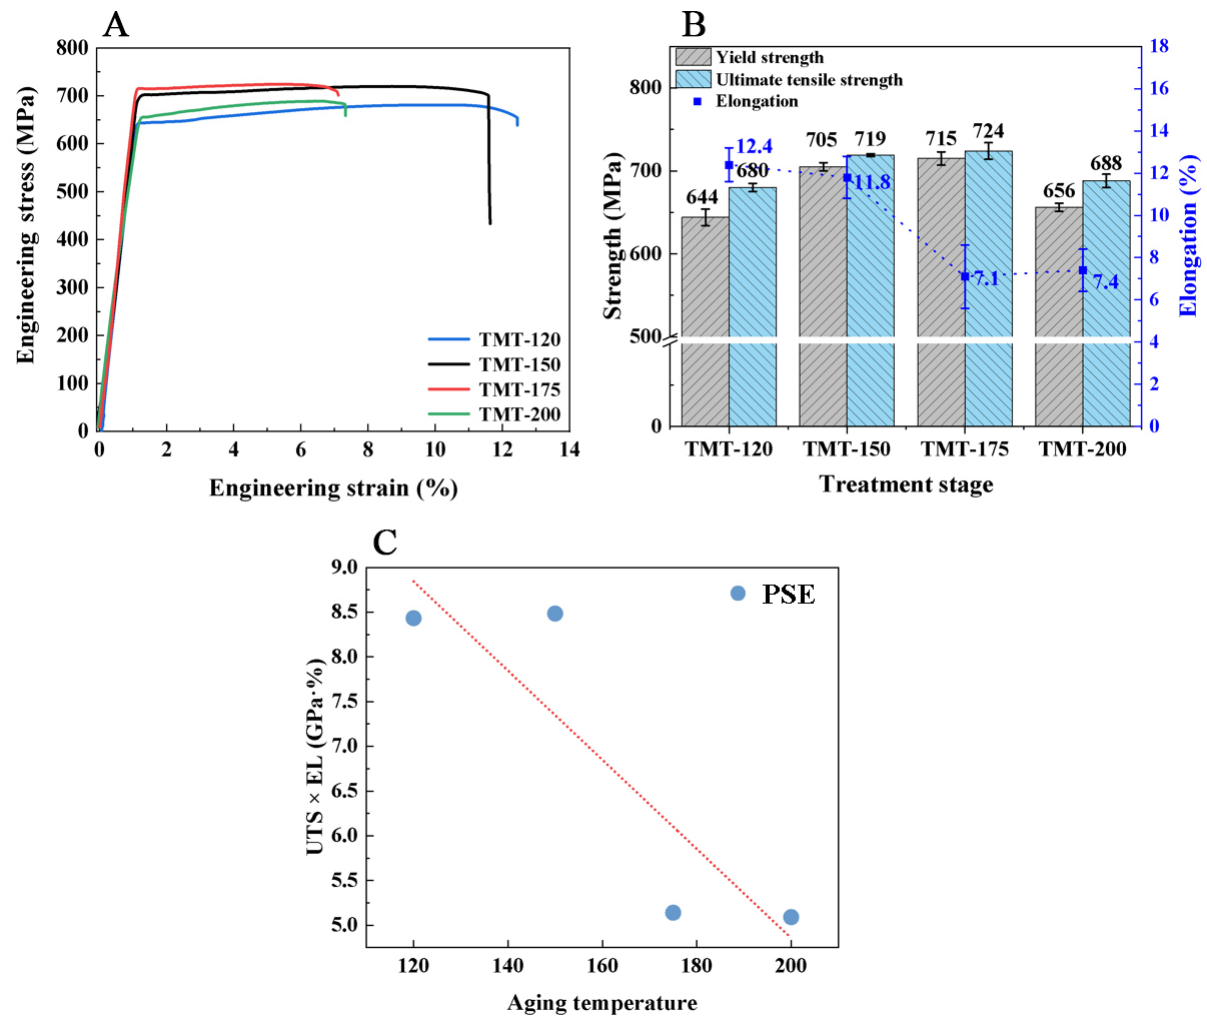 A
800
700
600
500
400
300
200
100
0
Engineering stress (MPa)
TMT-120
TMT-150
TMT-175
TMT-200
0 2 4 6 8 10 12 14
Engineering strain (%)
B
Yield strength
Ultimate tensile strength
Elongation
800
700
600
500
0
Strength (MPa)
644 680 705 719 715 724 656 688
12.4 11.8 7.1 7.4
18
16
14
12
10
8
6
4
2
0
Elongation (%)
TMT-120 TMT-150 TMT-175 TMT-200
Treatment stage
C
9.0
8.5
8.0
7.5
7.0
6.5
6.0
5.5
5.0
UTS × EL (GPa·%)
PSE
120 140 160 180 200
Aging temperature